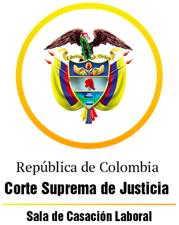 República de Colombia
Corte Suprema de Justicia
Sala de Casación Laboral